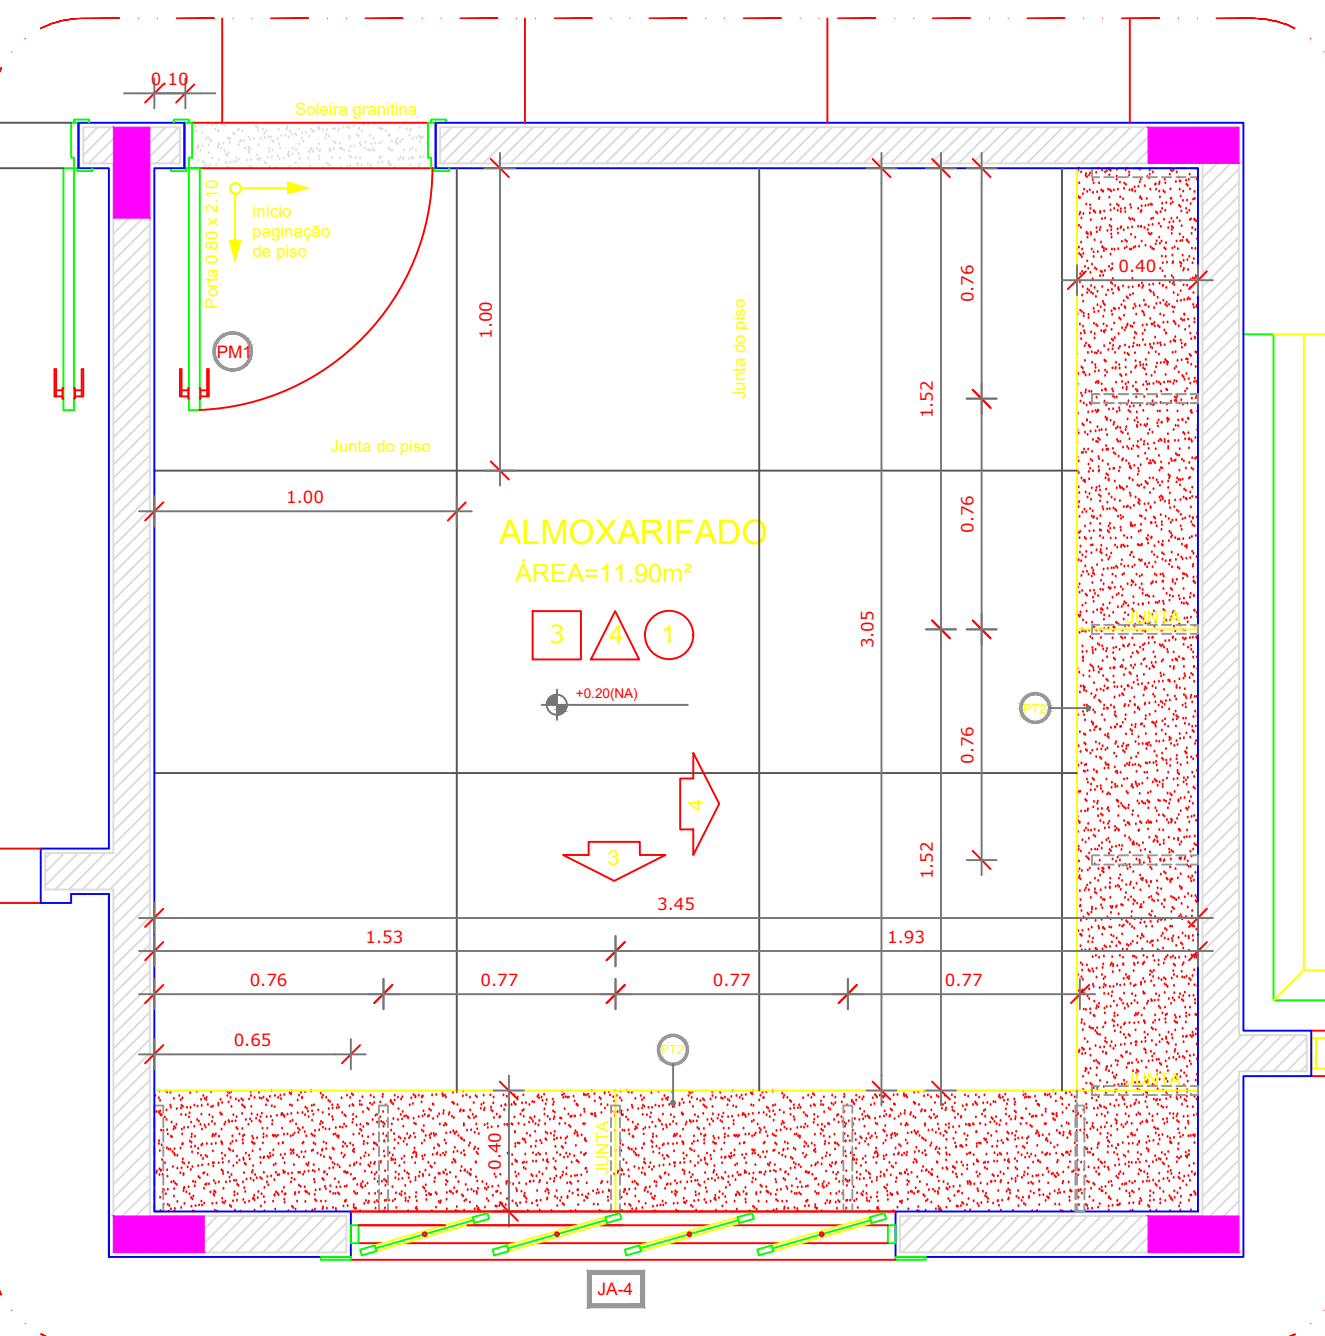 0.10
Soleira granitina
Porta 0.80 x 2.10
início
paginação
de piso
PM1
1.00
Junta do piso
0.76
0.40
1.52
Junta do piso
1.00
0.76
ALMOXARIFADO
ÁREA=11.90m²
3
4
1
3.05
JUNTA
+0.20(NA)
PT2
0.76
4
3
1.52
3.45
1.53
1.93
0.76
0.77
0.77
0.77
0.65
PT2
JUNTA
0.40
JUNTA
JA-4